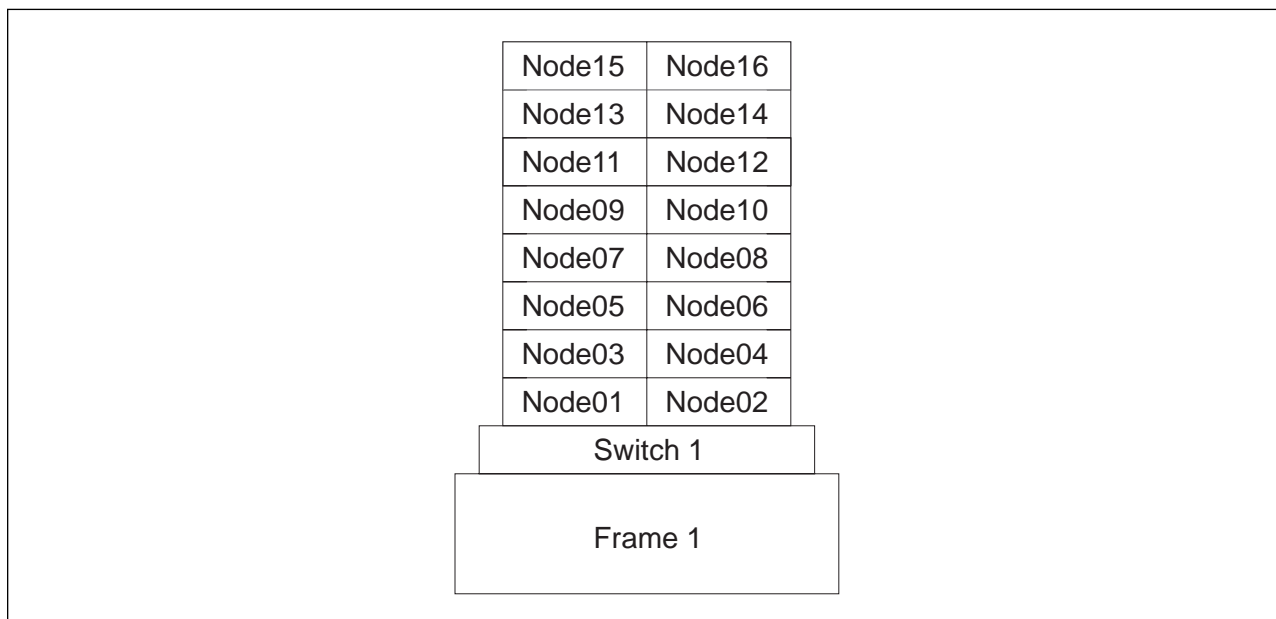 Node15 Node16
Node13 Node14
Node11 Node12
Node09 Node10
Node07 Node08
Node05 Node06
Node03 Node04
Node01 Node02
Switch 1
Frame 1